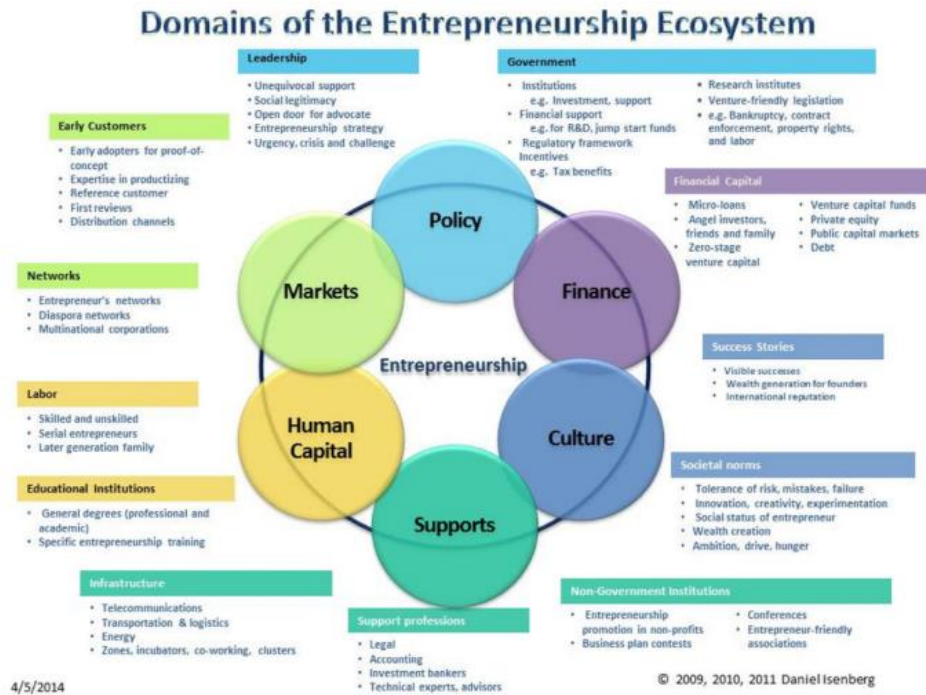 Domains of the Entrepreneurship Ecosystem
Leadership
• Unequivocal support
• Social legitimacy
• Open door for advocate
• Entrepreneurship strategy
• Urgency, crisis and challenge
Government
• Institutions
e.g. Investment, support
• Financial support
e.g. for R&D, jump start funds
• Regulatory framework
Incentives
e.g. Tax benefits
• Research institutes
• Venture-friendly legislation
• e.g. Bankruptcy, contract
enforcement, property rights,
and labor
Early Customers
• Early adopters for proof-of-
concept
• Expertise in productizing
• Reference customer
• First reviews
• Distribution channels
Financial Capital
• Micro-loans
• Angel investors,
friends and family
• Zero-stage
venture capital
• Venture capital funds
• Private equity
• Public capital markets
• Debt
Policy
Markets
Finance
Networks
• Entrepreneur's networks
• Diaspora networks
• Multinational corporations
Entrepreneurship
Success Stories
• Visible successes
• Wealth generation for founders
• International reputation
Labor
• Skilled and unskilled
• Serial entrepreneurs
• Later generation family
Human
Capital
Culture
Societal norms
• Tolerance of risk, mistakes, failure
• Innovation, creativity, experimentation
• Social status of entrepreneur
• Wealth creation
• Ambition, drive, hunger
Educational Institutions
• General degrees (professional and
academic)
• Specific entrepreneurship training
Supports
Infrastructure
• Telecommunications
• Transportation & logistics
• Energy
• Zones, incubators, co-working, clusters
Support professions
• Legal
• Accounting
• Investment bankers
• Technical experts, advisors
Non-Government Institutions
• Entrepreneurship
promotion in non-profits
• Business plan contests
• Conferences
• Entrepreneur-friendly
associations
4/5/2014
© 2009, 2010, 2011 Daniel Isenberg